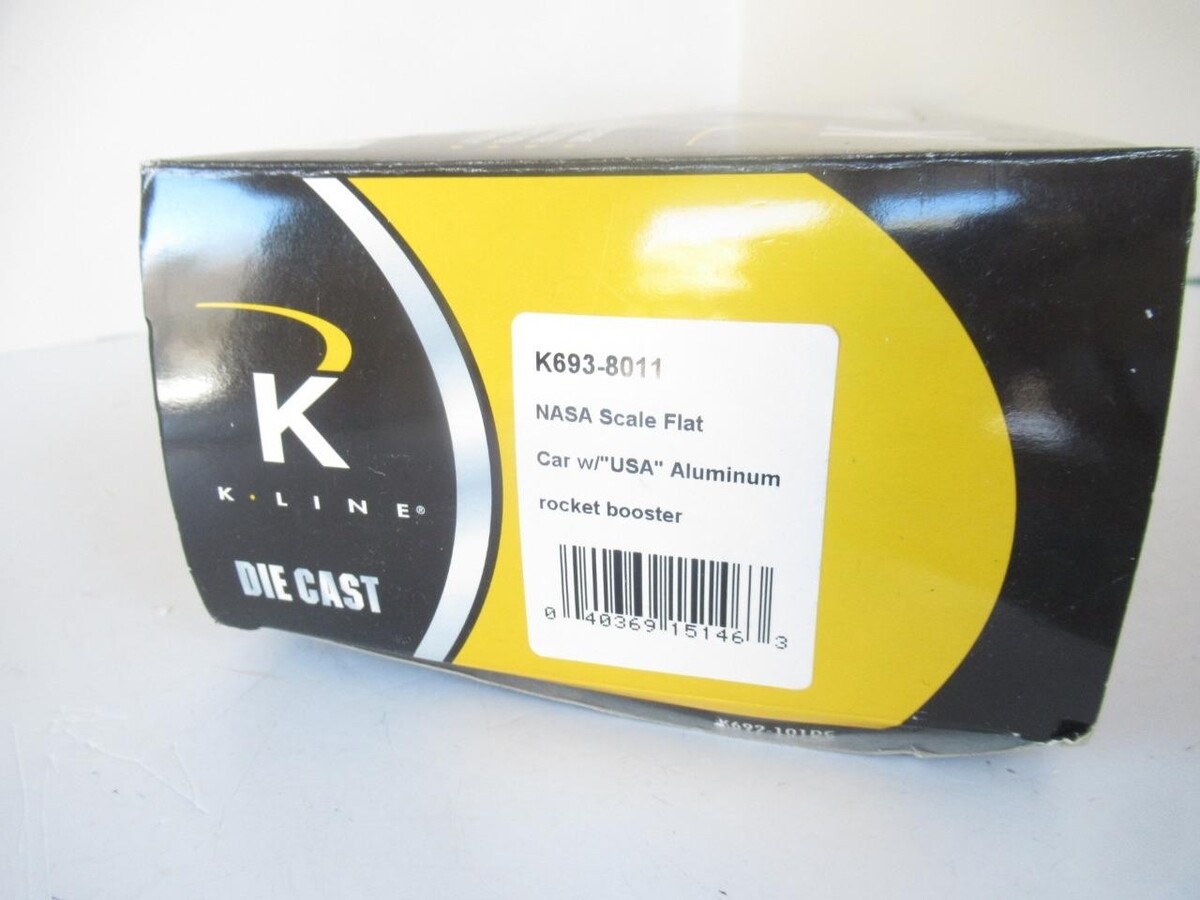 K
K·LINE®
DIE CAST
K693-8011
NASA Scale Flat
Car w/"USA" Aluminum
rocket booster
0 40369 15146 3